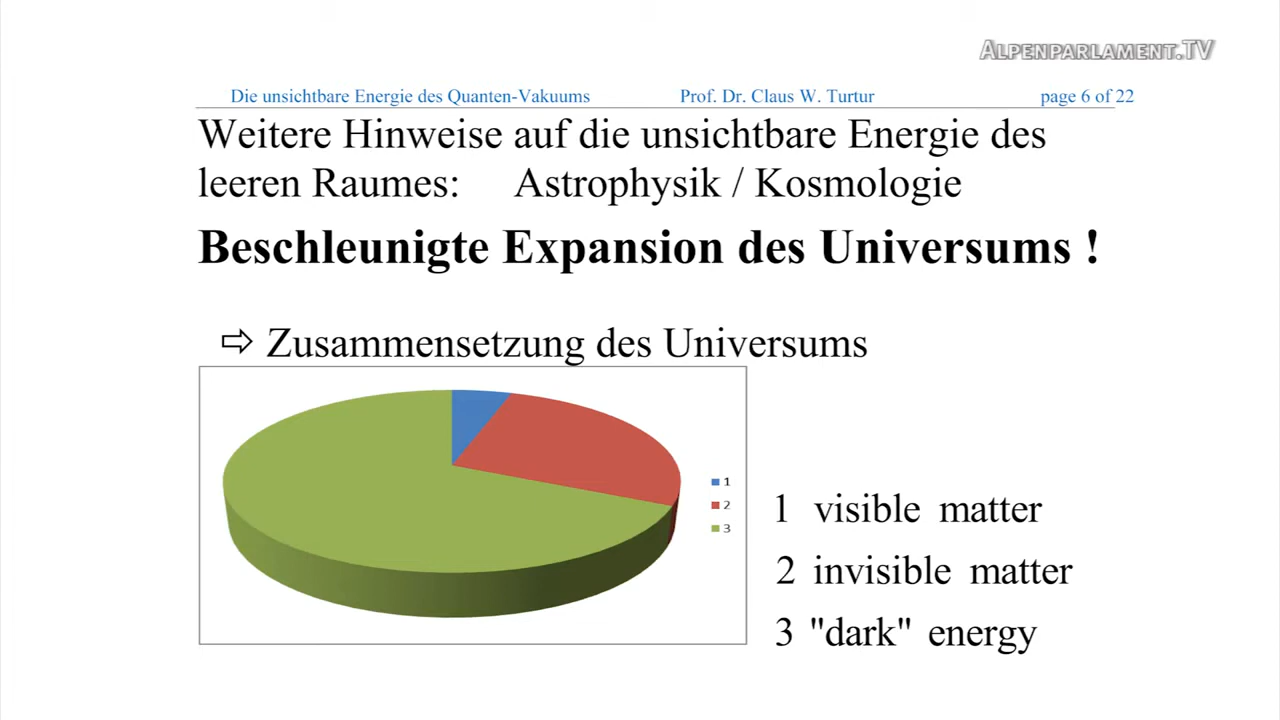 ALPENPARLAMENT.TV
Die unsichtbare Energie des Quanten-Vakuums Prof. Dr. Claus W. Turtur page 6 of 22
Weitere Hinweise auf die unsichtbare Energie des
leeren Raumes: Astrophysik / Kosmologie
Beschleunigte Expansion des Universums !
⇨ Zusammensetzung des Universums
1
2
3
1 visible matter
2 invisible matter
3 "dark" energy